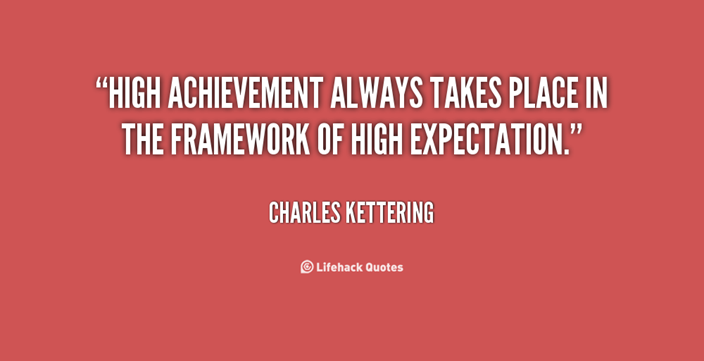 “HIGH ACHIEVEMENT ALWAYS TAKES PLACE IN
THE FRAMEWORK OF HIGH EXPECTATION.”
CHARLES KETTERING
Lifehack Quotes